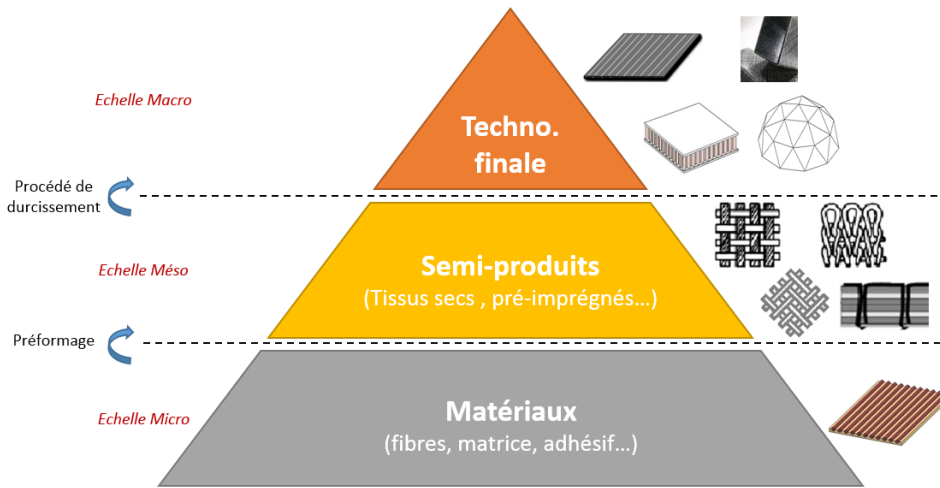 Echelle Macro
Techno.
finale
Procédé de
durcissement
Echelle Méso
Semi-produits
(Tissus secs , pré-imprégnés...)
Préformage
Echelle Micro
Matériaux
(fibres, matrice, adhésif...)